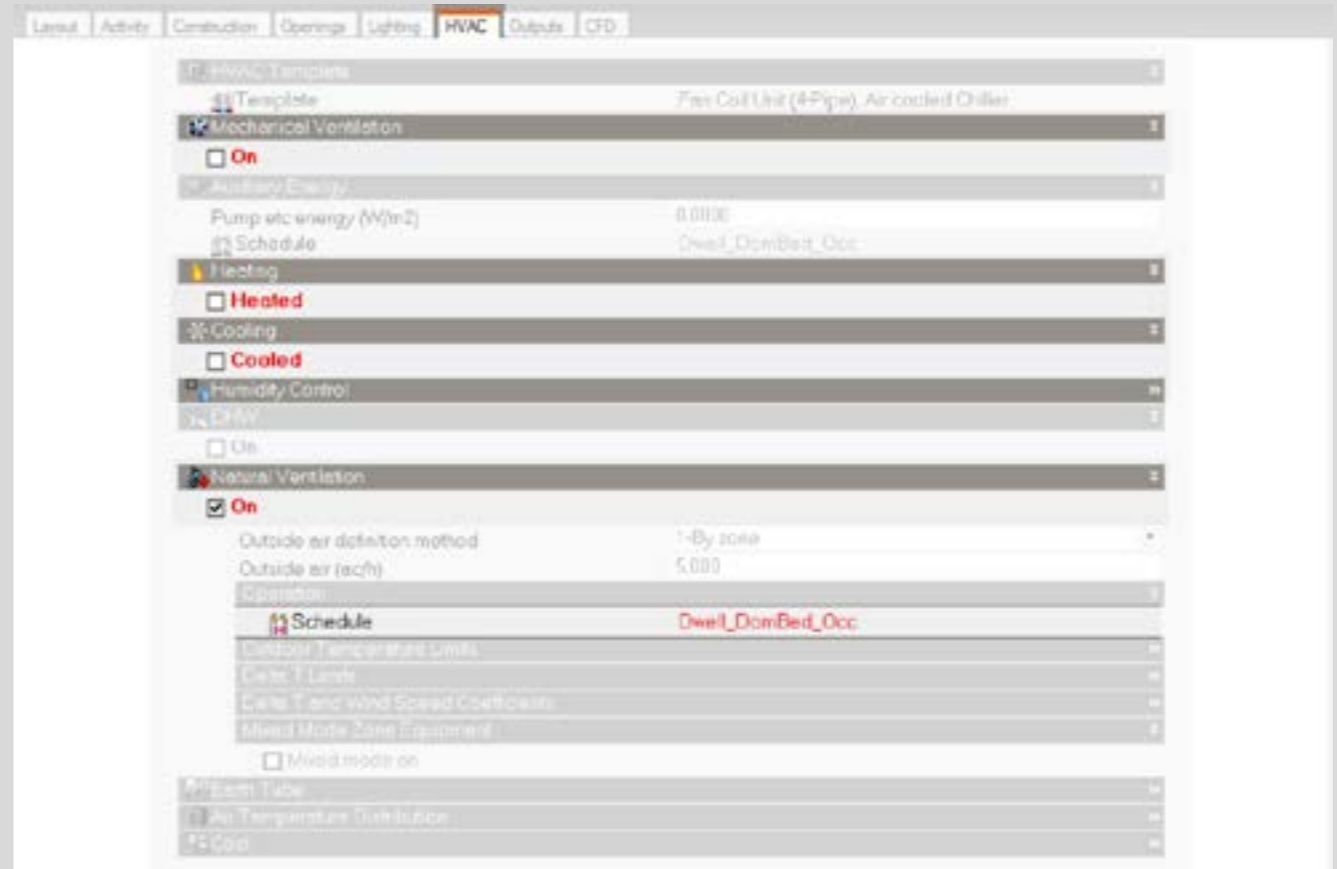 Layout Activity Construction Openings Lighting HVAC Outputs CFD
HVAC Template
Template Fan Coil Unit (4-Pipe), Air cooled Chiller
Mechanical Ventilation
On
Auxiliary Energy
Pump etc energy (W/m2) 0.0000
Schedule Dwell_DomBed_Occ
Heating
Heated
Cooling
Cooled
Humidity Control
DHW
On
Natural Ventilation
On
Outside air definition method 1-By zone
Outside air (ac/h) 5.000
Operation
Schedule Dwell_DomBed_Occ
Outdoor Temperature Limits
Delta T Limits
Delta T and Wind Speed Coefficients
Mixed Mode Zone Equipment
Mixed mode on
Earth Tube
Air Temperature Distribution
Cost